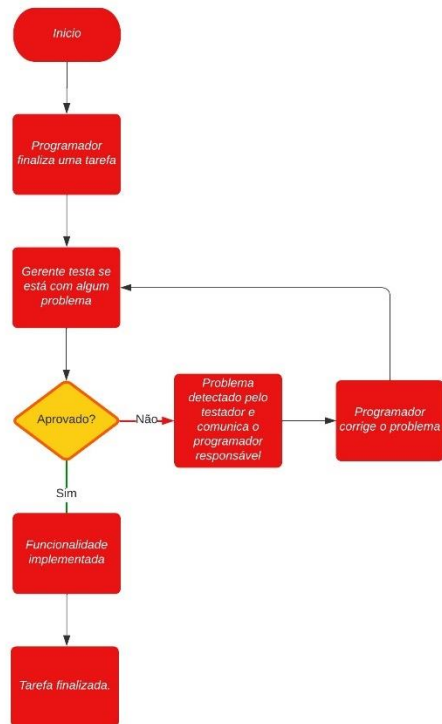 Inicio
Programador
finaliza uma tarefa
Gerente testa se
está com algum
problema
Aprovado?
Não
Problema
detectado pelo
testador e
comunica o
programador
responsável
Programador
corrige o problema
Sim
Funcionalidade
implementada
Tarefa finalizada.